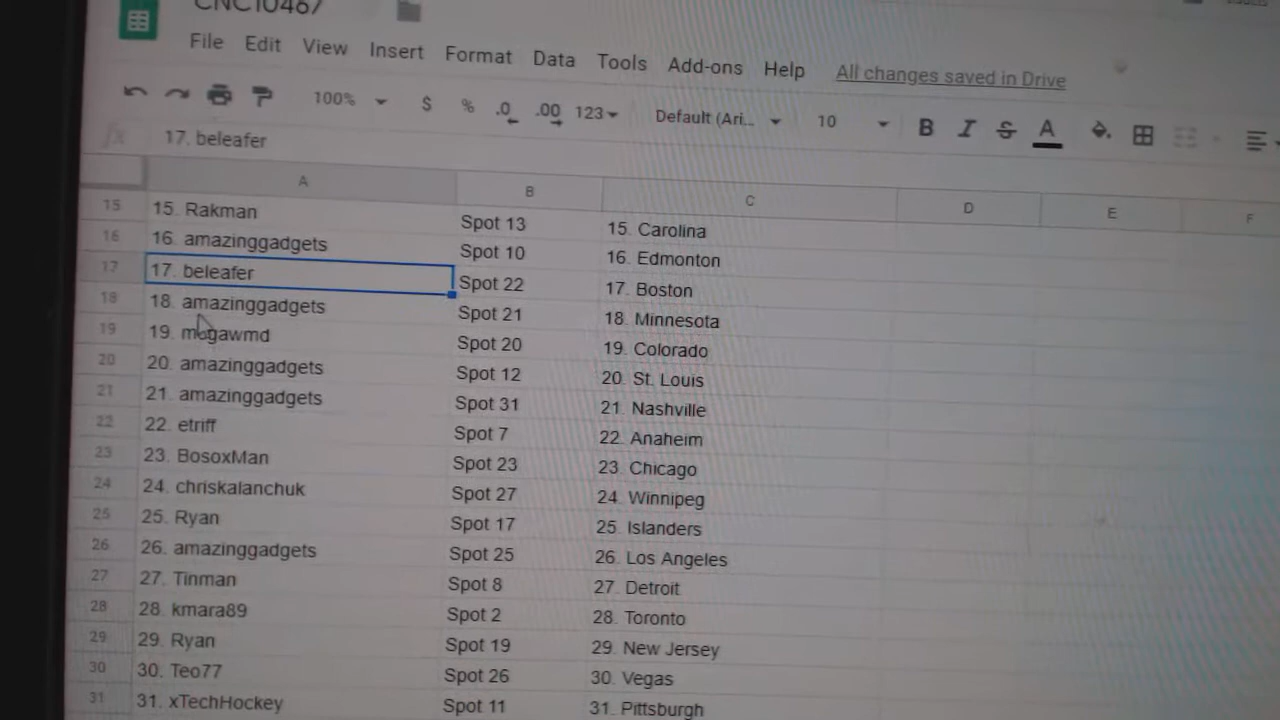 CNC10467
File Edit View Insert Format Data Tools Add-ons Help All changes saved in Drive
100% $ % .0 .00 123 Default (Ari... 10 B I S A
fx 17. beleafer
A B C D E F
15 15. Rakman Spot 13 15. Carolina
16 16. amazinggadgets Spot 10 16. Edmonton
17 17. beleafer Spot 22 17. Boston
18 18. amazinggadgets Spot 21 18. Minnesota
19 19. mogawmd Spot 20 19. Colorado
20 20. amazinggadgets Spot 12 20. St. Louis
21 21. amazinggadgets Spot 31 21. Nashville
22 22. etriff Spot 7 22. Anaheim
23 23. BosoxMan Spot 23 23. Chicago
24 24. chriskalanchuk Spot 27 24. Winnipeg
25 25. Ryan Spot 17 25. Islanders
26 26. amazinggadgets Spot 25 26. Los Angeles
27 27. Tinman Spot 8 27. Detroit
28 28. kmara89 Spot 2 28. Toronto
29 29. Ryan Spot 19 29. New Jersey
30 30. Teo77 Spot 26 30. Vegas
31 31. xTechHockey Spot 11 31. Pittsburgh